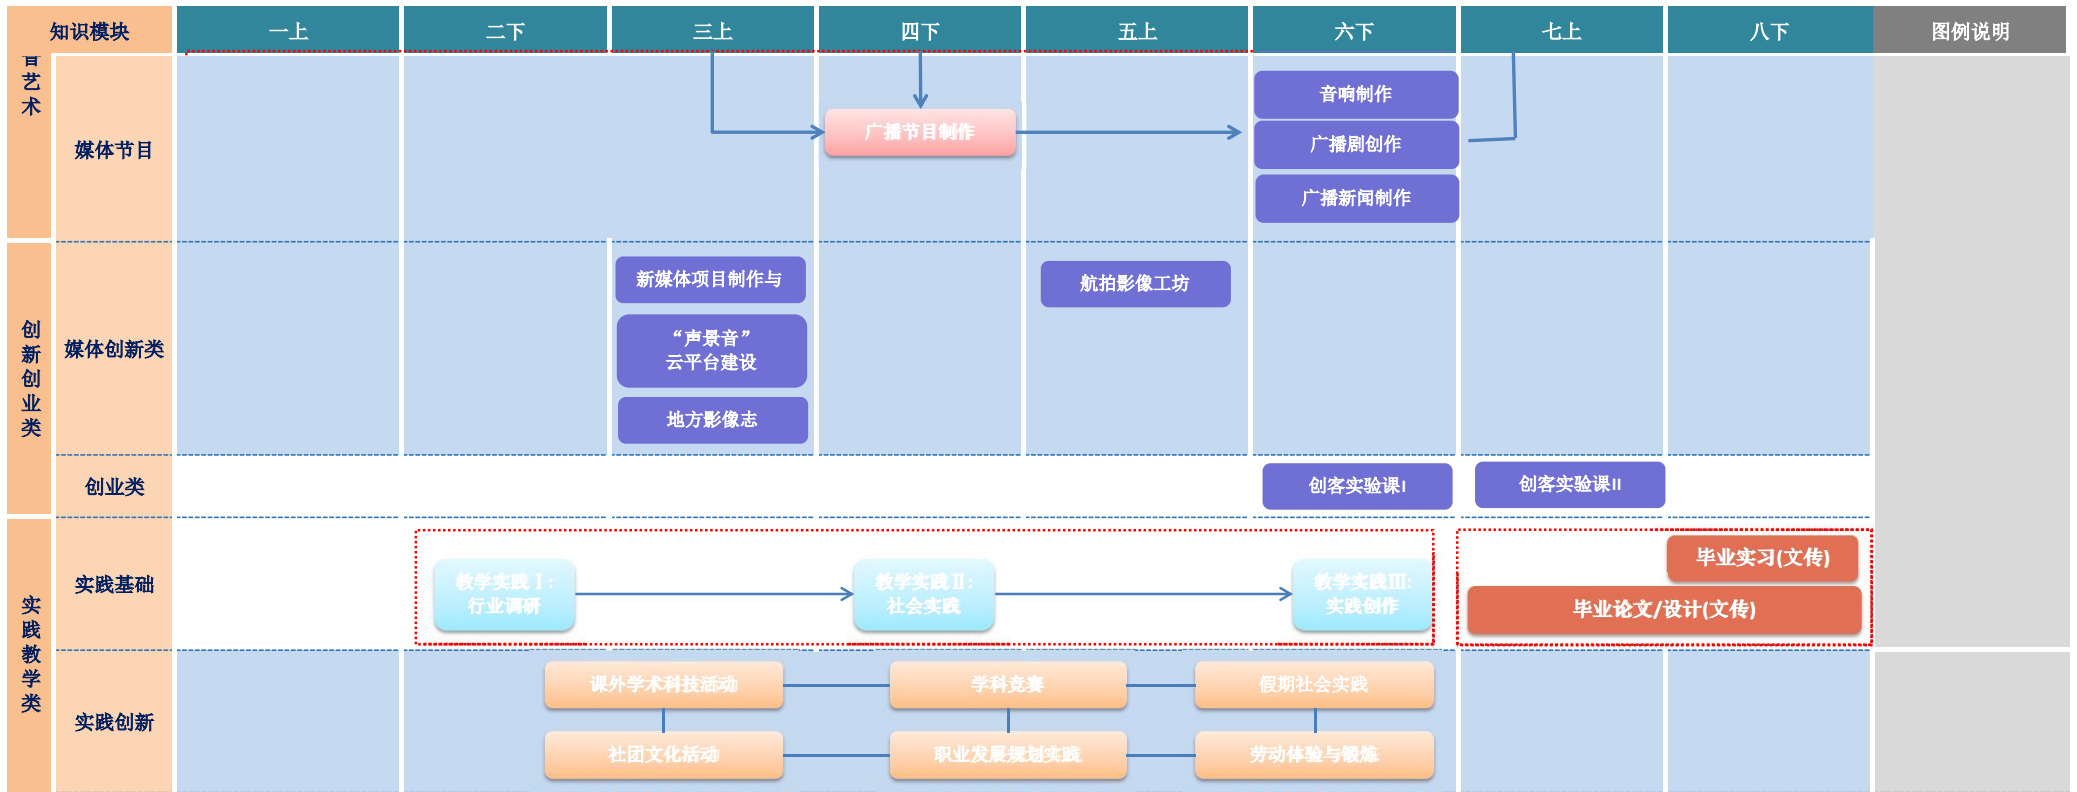 知识模块
一上
二下
三上
四下
五上
六下
七上
八下
图例说明
音
艺
术
媒体节目
广播节目制作
音响制作
广播剧创作
广播新闻制作
创
新
创
业
类
媒体创新类
新媒体项目制作与
“声景音”
云平台建设
地方影像志
航拍影像工坊
创业类
创客实验课I
创客实验课II
实
践
教
学
类
实践基础
教学实践Ⅰ:
行业调研
教学实践Ⅱ:
社会实践
教学实践Ⅲ:
实践创作
毕业实习(文传)
毕业论文/设计(文传)
实践创新
课外学术科技活动
学科竞赛
假期社会实践
社团文化活动
职业发展规划实践
劳动体验与锻炼